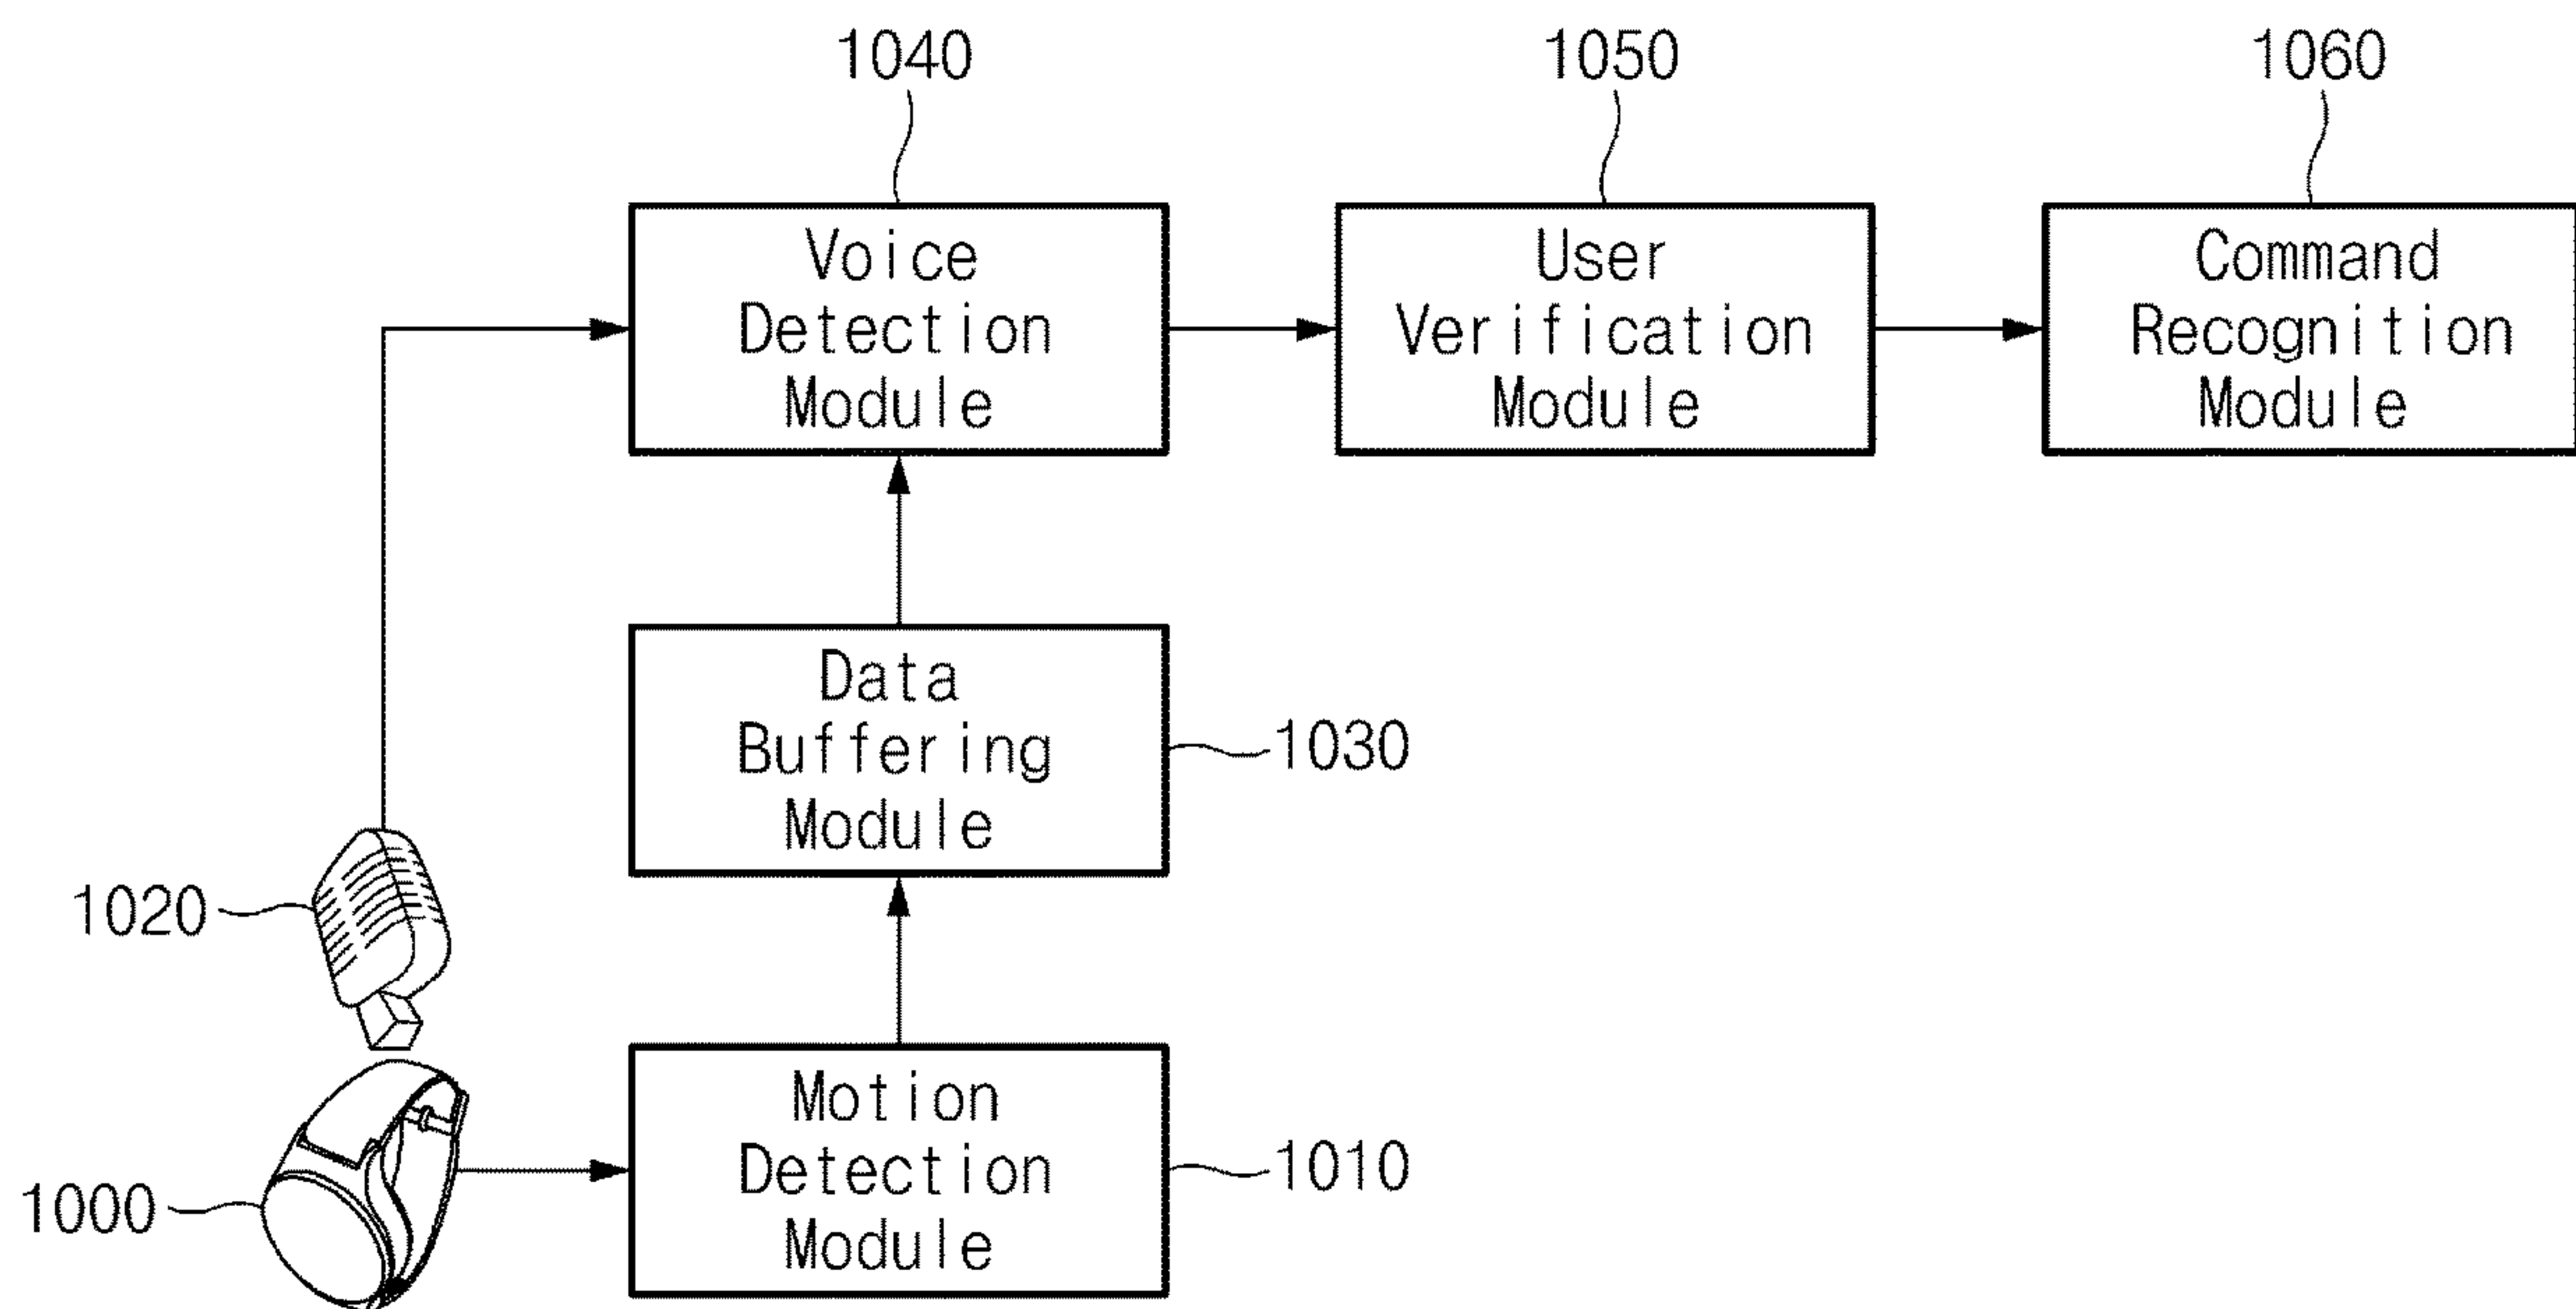 1040
1050
1060
Voice
Detection
Module
User
Verification
Module
Command
Recognition
Module
Data
Buffering
Module
1030
1020
Motion
Detection
Module
1010
1000